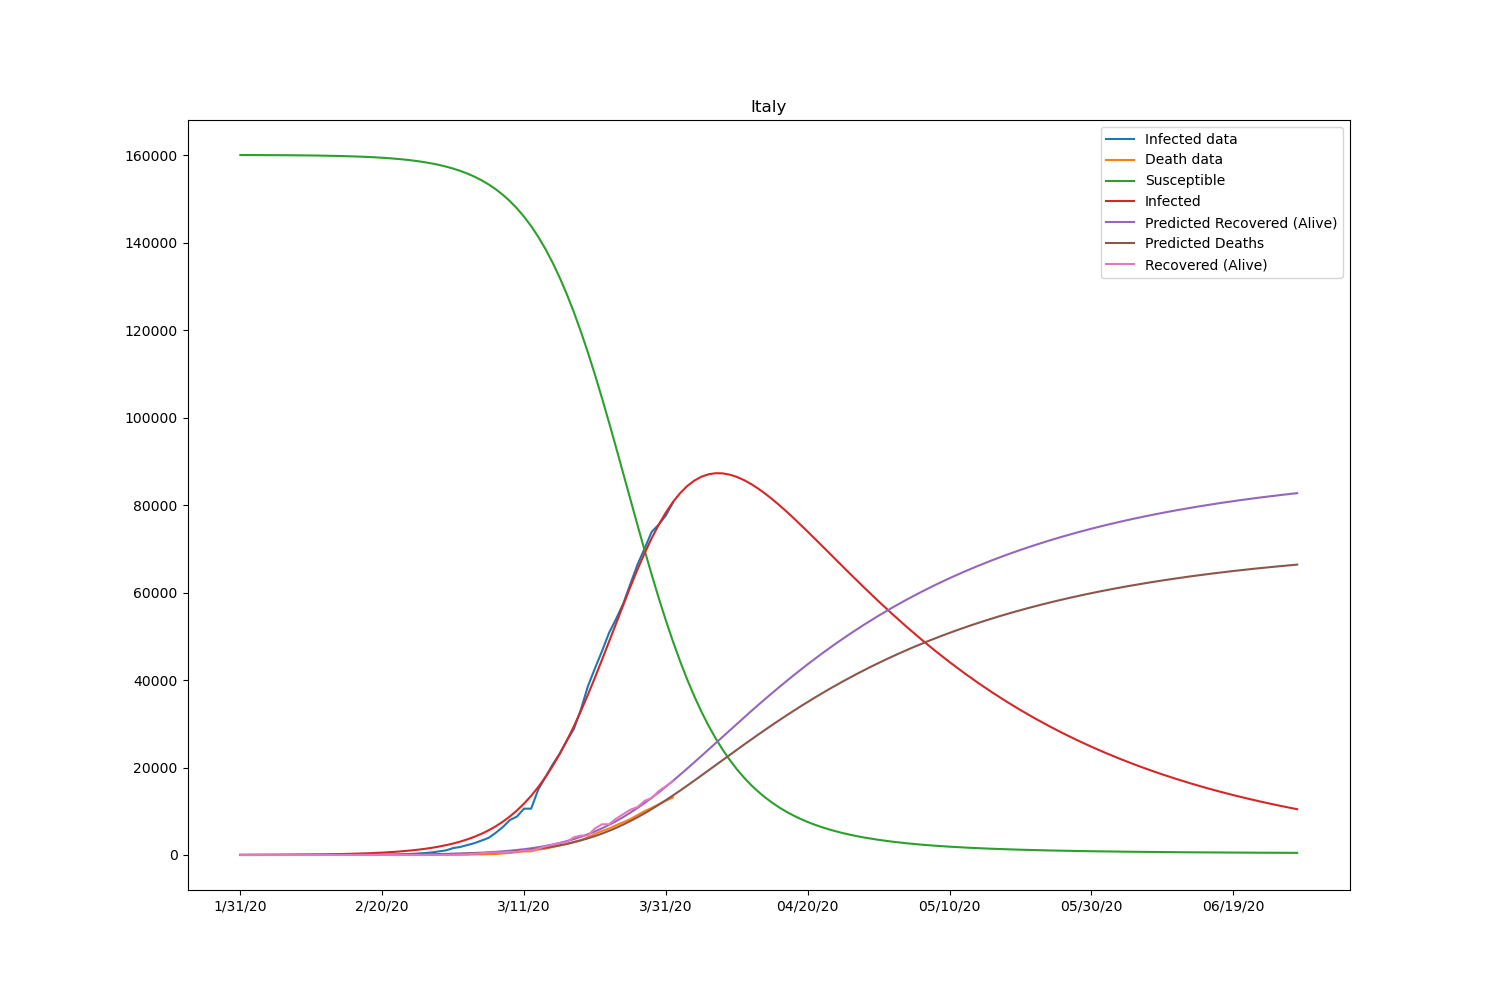 Italy
Infected data
Death data
Susceptible
Infected
Predicted Recovered (Alive)
Predicted Deaths
Recovered (Alive)
160000
140000
120000
100000
80000
60000
40000
20000
0
1/31/20 2/20/20 3/11/20 3/31/20 04/20/20 05/10/20 05/30/20 06/19/20